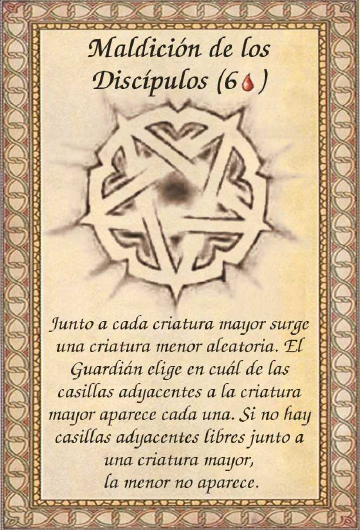 Maldición de los
Discípulos (6)
Junto a cada criatura mayor surge
una criatura menor aleatoria. El
Guardián elige en cuál de las
casillas adyacentes a la criatura
mayor aparece cada una. Si no hay
casillas adyacentes libres junto a
una criatura mayor,
la menor no aparece.